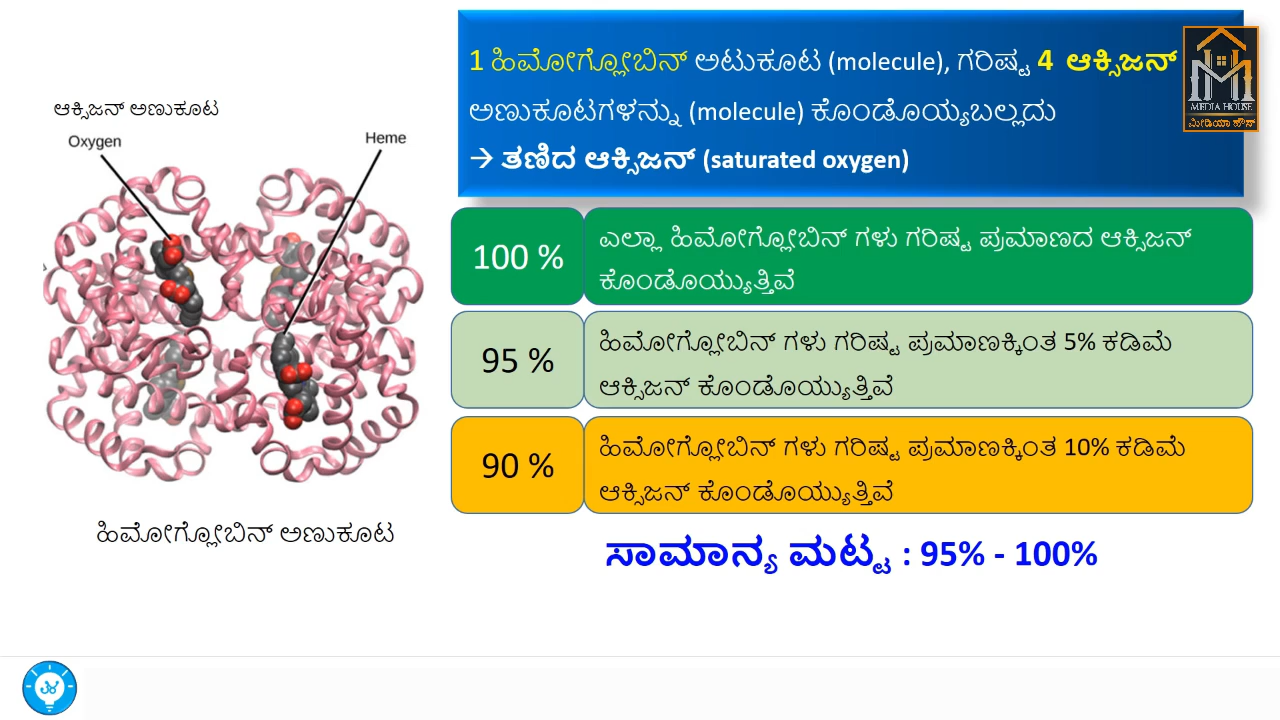 1 ಹಿಮೋಗ್ಲೋಬಿನ್ ಅಟುಕೂಟ (molecule), ಗರಿಷ್ಟ 4 ಆಕ್ಸಿಜನ್
ಅಣುಕೂಟಗಳನ್ನು (molecule) ಕೊಂಡೊಯ್ಯಬಲ್ಲದು
→ ತಣಿದ ಆಕ್ಸಿಜನ್ (saturated oxygen)
MEDIA HOUSE
ಮೀಡಿಯಾ ಹೌಸ್
ಆಕ್ಸಿಜನ್ ಅಣುಕೂಟ
Oxygen
Heme
ಹಿಮೋಗ್ಲೋಬಿನ್ ಅಣುಕೂಟ
100 %
ಎಲ್ಲಾ ಹಿಮೋಗ್ಲೋಬಿನ್ ಗಳು ಗರಿಷ್ಟ ಪ್ರಮಾಣದ ಆಕ್ಸಿಜನ್
ಕೊಂಡೊಯ್ಯುತ್ತಿವೆ
95 %
ಹಿಮೋಗ್ಲೋಬಿನ್ ಗಳು ಗರಿಷ್ಟ ಪ್ರಮಾಣಕ್ಕಿಂತ 5% ಕಡಿಮೆ
ಆಕ್ಸಿಜನ್ ಕೊಂಡೊಯ್ಯುತ್ತಿವೆ
90 %
ಹಿಮೋಗ್ಲೋಬಿನ್ ಗಳು ಗರಿಷ್ಟ ಪ್ರಮಾಣಕ್ಕಿಂತ 10% ಕಡಿಮೆ
ಆಕ್ಸಿಜನ್ ಕೊಂಡೊಯ್ಯುತ್ತಿವೆ
ಸಾಮಾನ್ಯ ಮಟ್ಟ : 95% - 100%